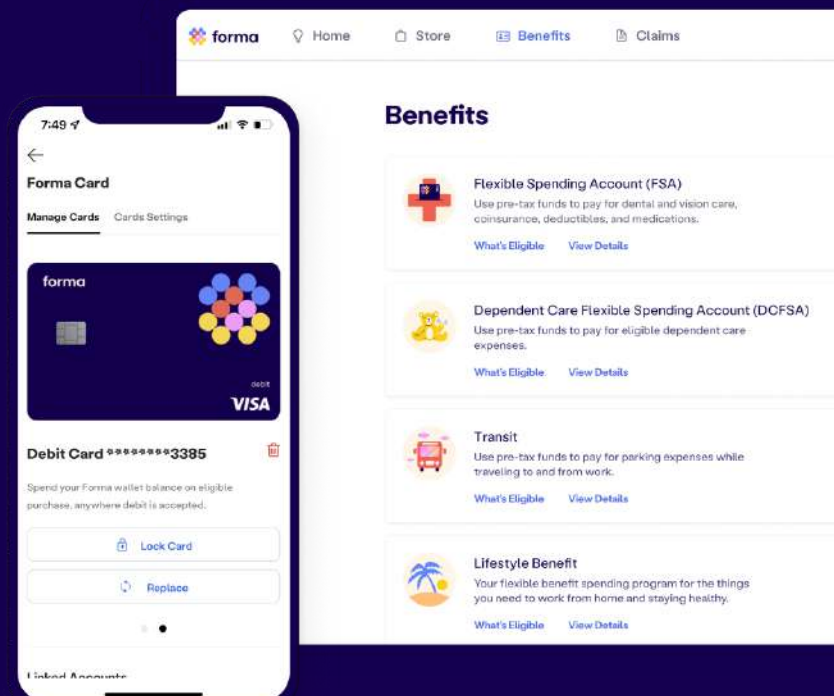 forma
Home
Store
Benefits
Claims
Benefits
Flexible Spending Account (FSA)
Use pre-tax funds to pay for dental and vision care,
coinsurance, deductibles, and medications.
What's Eligible View Details
Dependent Care Flexible Spending Account (DCFSA)
Use pre-tax funds to pay for eligible dependent care
expenses.
What's Eligible View Details
Transit
Use pre-tax funds to pay for parking expenses while
traveling to and from work.
What's Eligible View Details
Lifestyle Benefit
Your flexible benefit spending program for the things
you need to work from home and staying healthy.
What's Eligible View Details
7:49
Forma Card
Manage Cards Cards Settings
forma
debit
VISA
Debit Card ********3385
Spend your Forma wallet balance on eligible
purchase, anywhere debit is accepted.
Lock Card
Replace
Linked Accounts